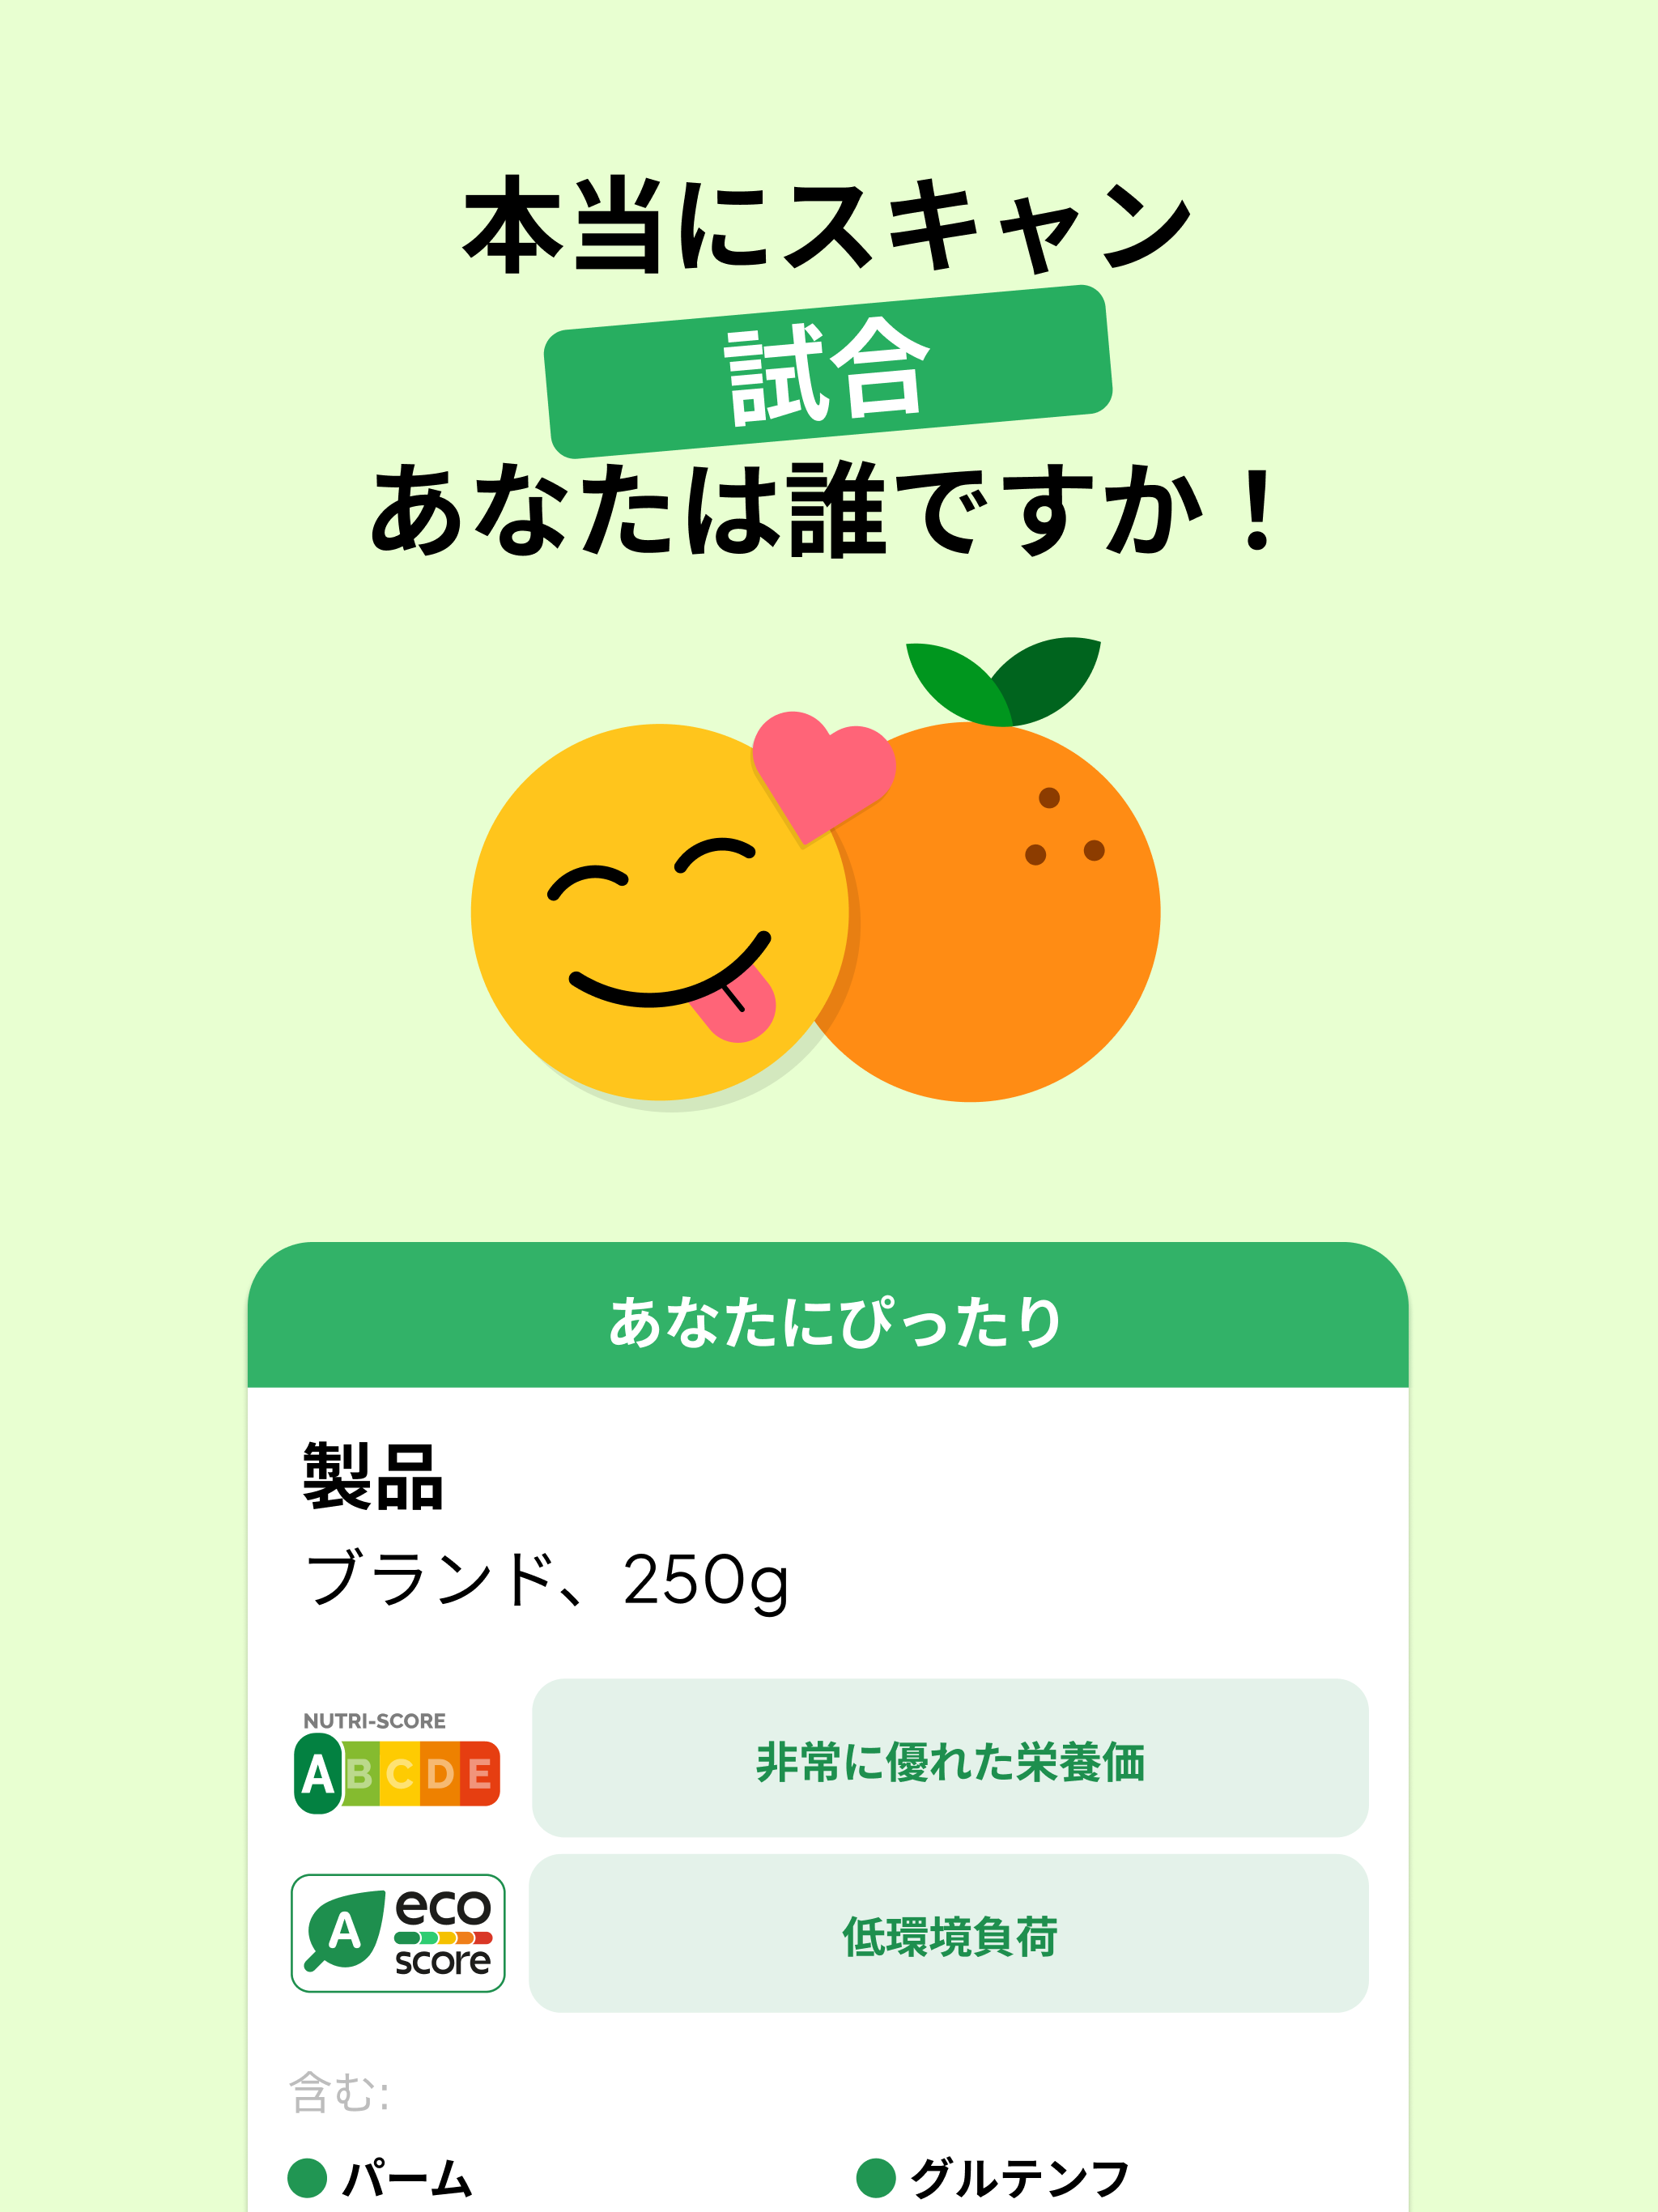 本当にスキャン
試合
あなたは誰ですか！
あなたにぴったり
製品
ブランド、250g
NUTRI-SCORE
A B C D E
非常に優れた栄養価
A eco score
低環境負荷
含む:
パーム
グルテンフ